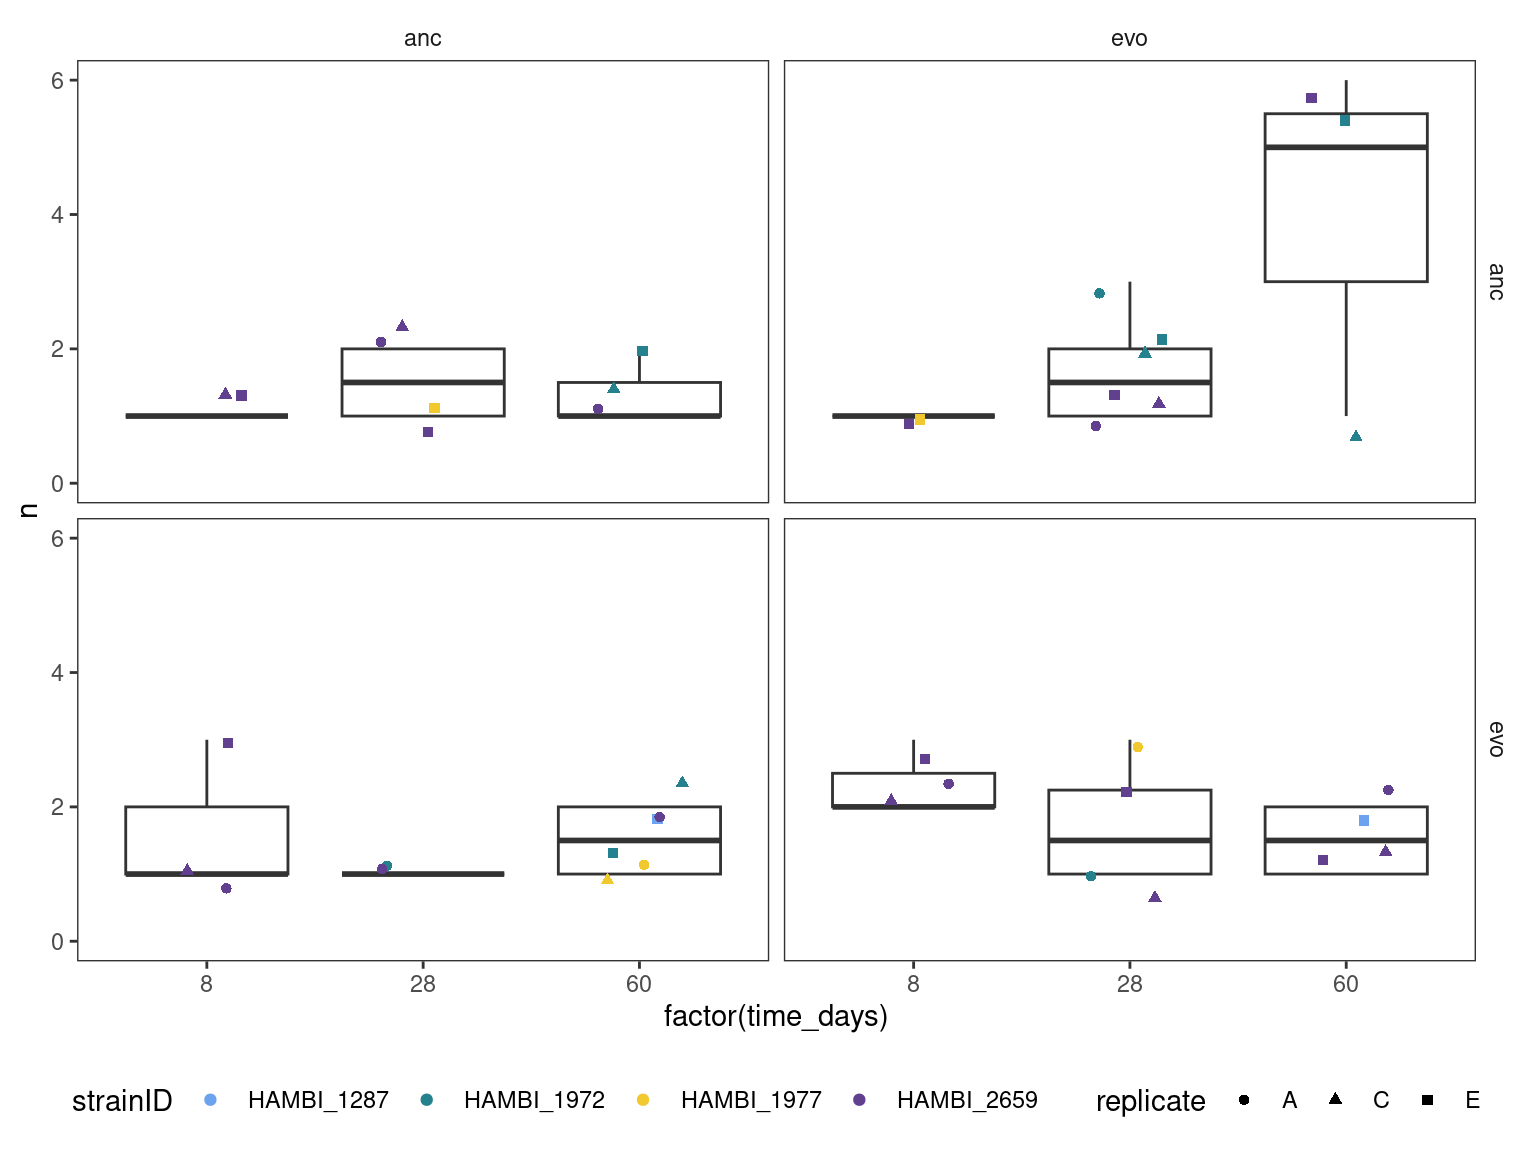 anc evo
6
4
2
0
anc
n
6
4
2
0
evo
8 28 60 8 28 60
factor(time_days)
strainID HAMBI_1287 HAMBI_1972 HAMBI_1977 HAMBI_2659 replicate A C E